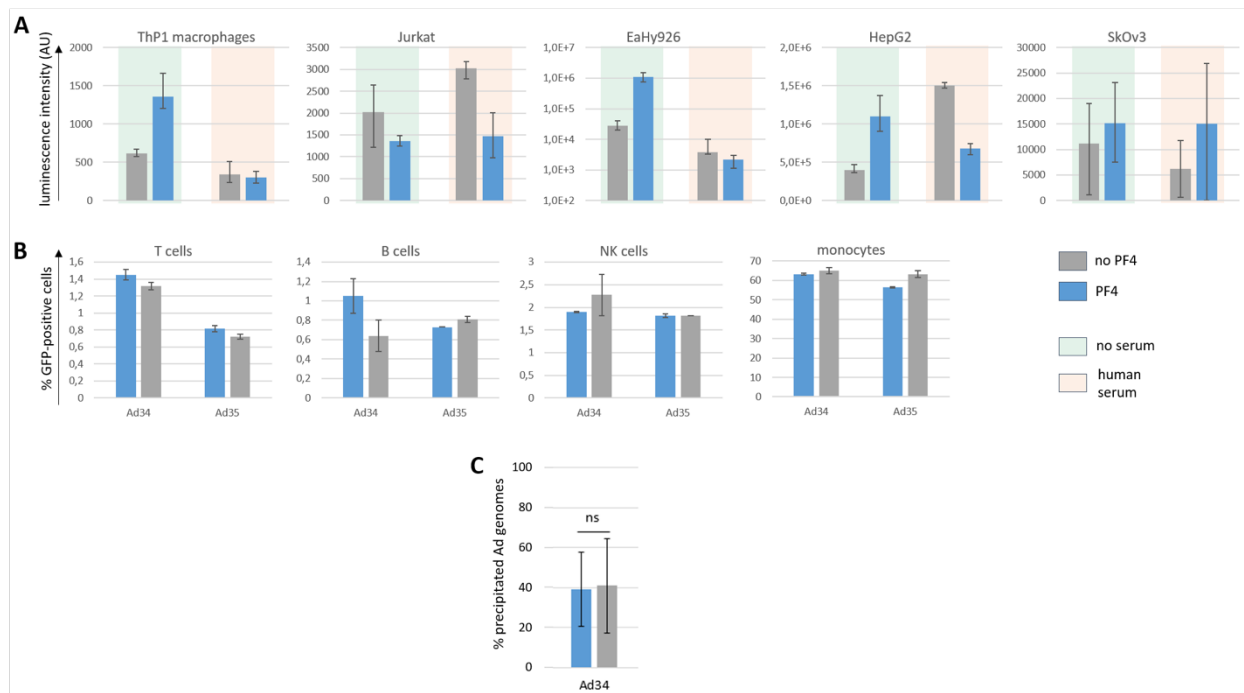 A
luminescence intensity (AU)
ThP1 macrophages
2000
1500
1000
500
0
Jurkat
3500
3000
2500
2000
1500
1000
500
0
EaHy926
1,0E+7
1,0E+6
1,0E+5
1,0E+4
1,0E+3
1,0E+2
HepG2
2,0E+6
1,5E+6
1,0E+6
5,0E+5
0,0E+0
SkOv3
30000
25000
20000
15000
10000
5000
0
B
% GFP-positive cells
T cells
1,6
1,4
1,2
1
0,8
0,6
0,4
0,2
0
Ad34 Ad35
B cells
1,4
1,2
1
0,8
0,6
0,4
0,2
0
Ad34 Ad35
NK cells
3
2,5
2
1,5
1
0,5
0
Ad34 Ad35
monocytes
70
60
50
40
30
20
10
0
Ad34 Ad35
no PF4
PF4
no serum
human
serum
C
% precipitated Ad genomes
100
80
60
40
20
0
ns
Ad34